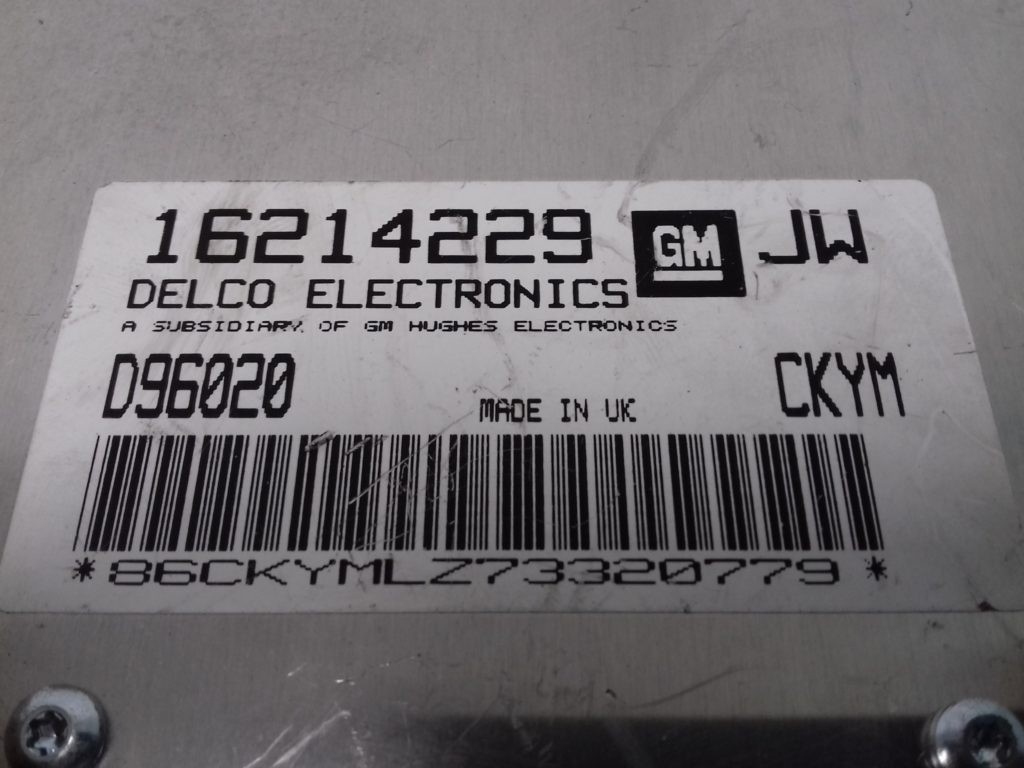 16214229 GM JW
DELCO ELECTRONICS
A SUBSIDIARY OF GM HUGHES ELECTRONICS
D96020 MADE IN UK CKYM
*86CKYMLZ73320779*